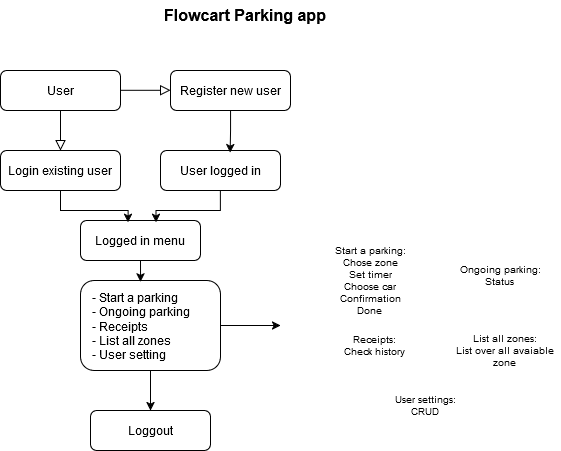 Flowcart Parking app
User
Register new user
Login existing user
User logged in
Logged in menu
- Start a parking
- Ongoing parking
- Receipts
- List all zones
- User setting
Loggout
Start a parking:
Chose zone
Set timer
Choose car
Confirmation
Done
Ongoing parking:
Status
Receipts:
Check history
List all zones:
List over all avaiable
zone
User settings:
CRUD